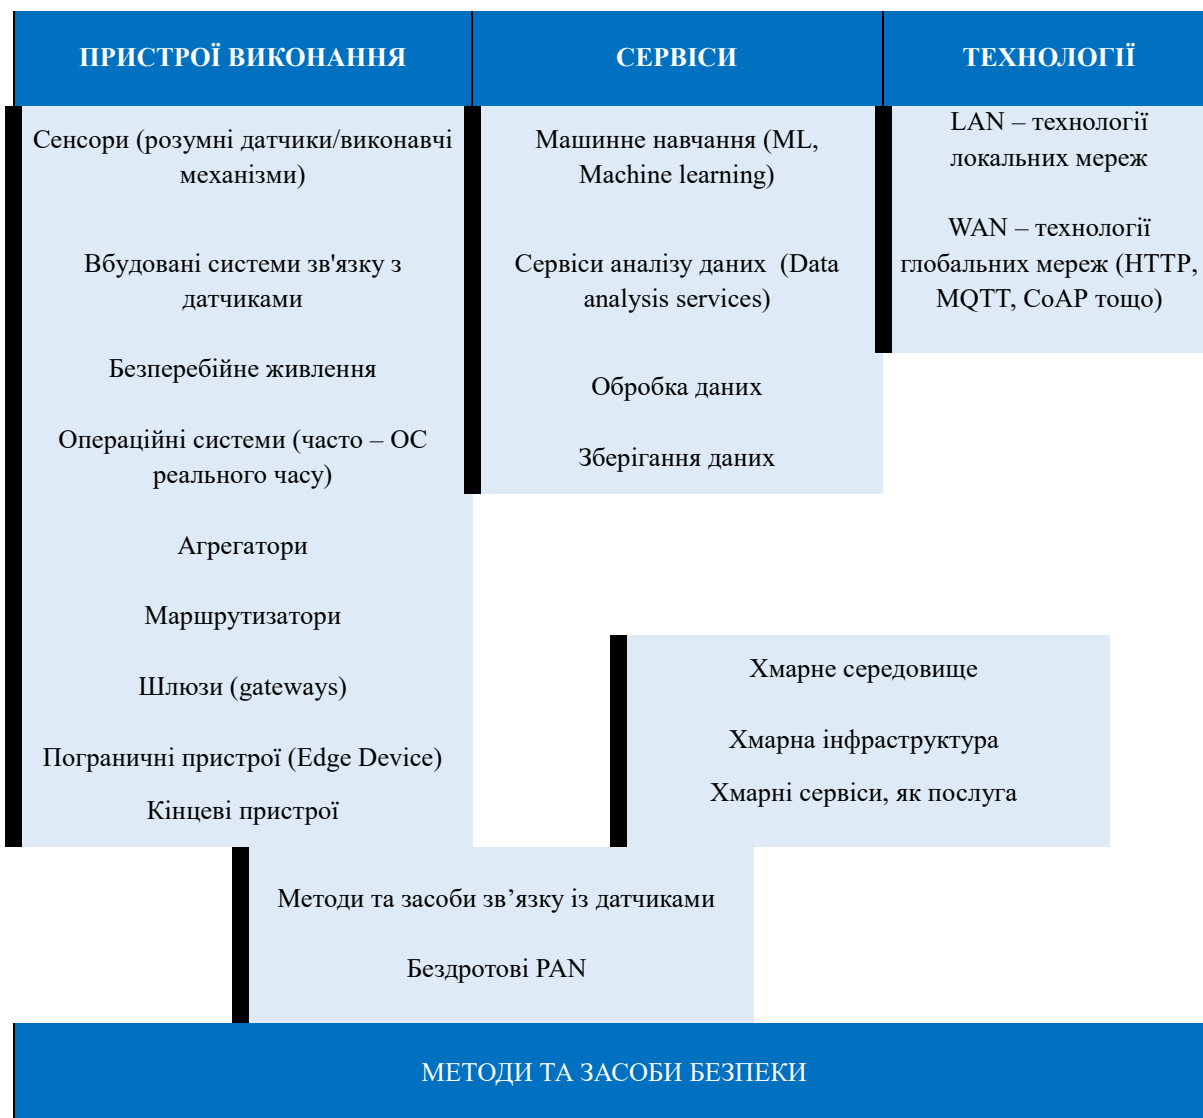 ПРИСТРОЇ ВИКОНАННЯ
СЕРВІСИ
ТЕХНОЛОГІЇ
Сенсори (розумні датчики/виконавчі
механізми)
Вбудовані системи зв'язку з
датчиками
Безперебійне живлення
Операційні системи (часто – ОС
реального часу)
Агрегатори
Маршрутизатори
Шлюзи (gateways)
Пограничні пристрої (Edge Device)
Кінцеві пристрої
Машинне навчання (ML,
Machine learning)
Сервіси аналізу даних (Data
analysis services)
Обробка даних
Зберігання даних
LAN – технології
локальних мереж
WAN – технології
глобальних мереж (HTTP,
MQTT, CoAP тощо)
Хмарне середовище
Хмарна інфраструктура
Хмарні сервіси, як послуга
Методи та засоби зв’язку із датчиками
Бездротові PAN
МЕТОДИ ТА ЗАСОБИ БЕЗПЕКИ